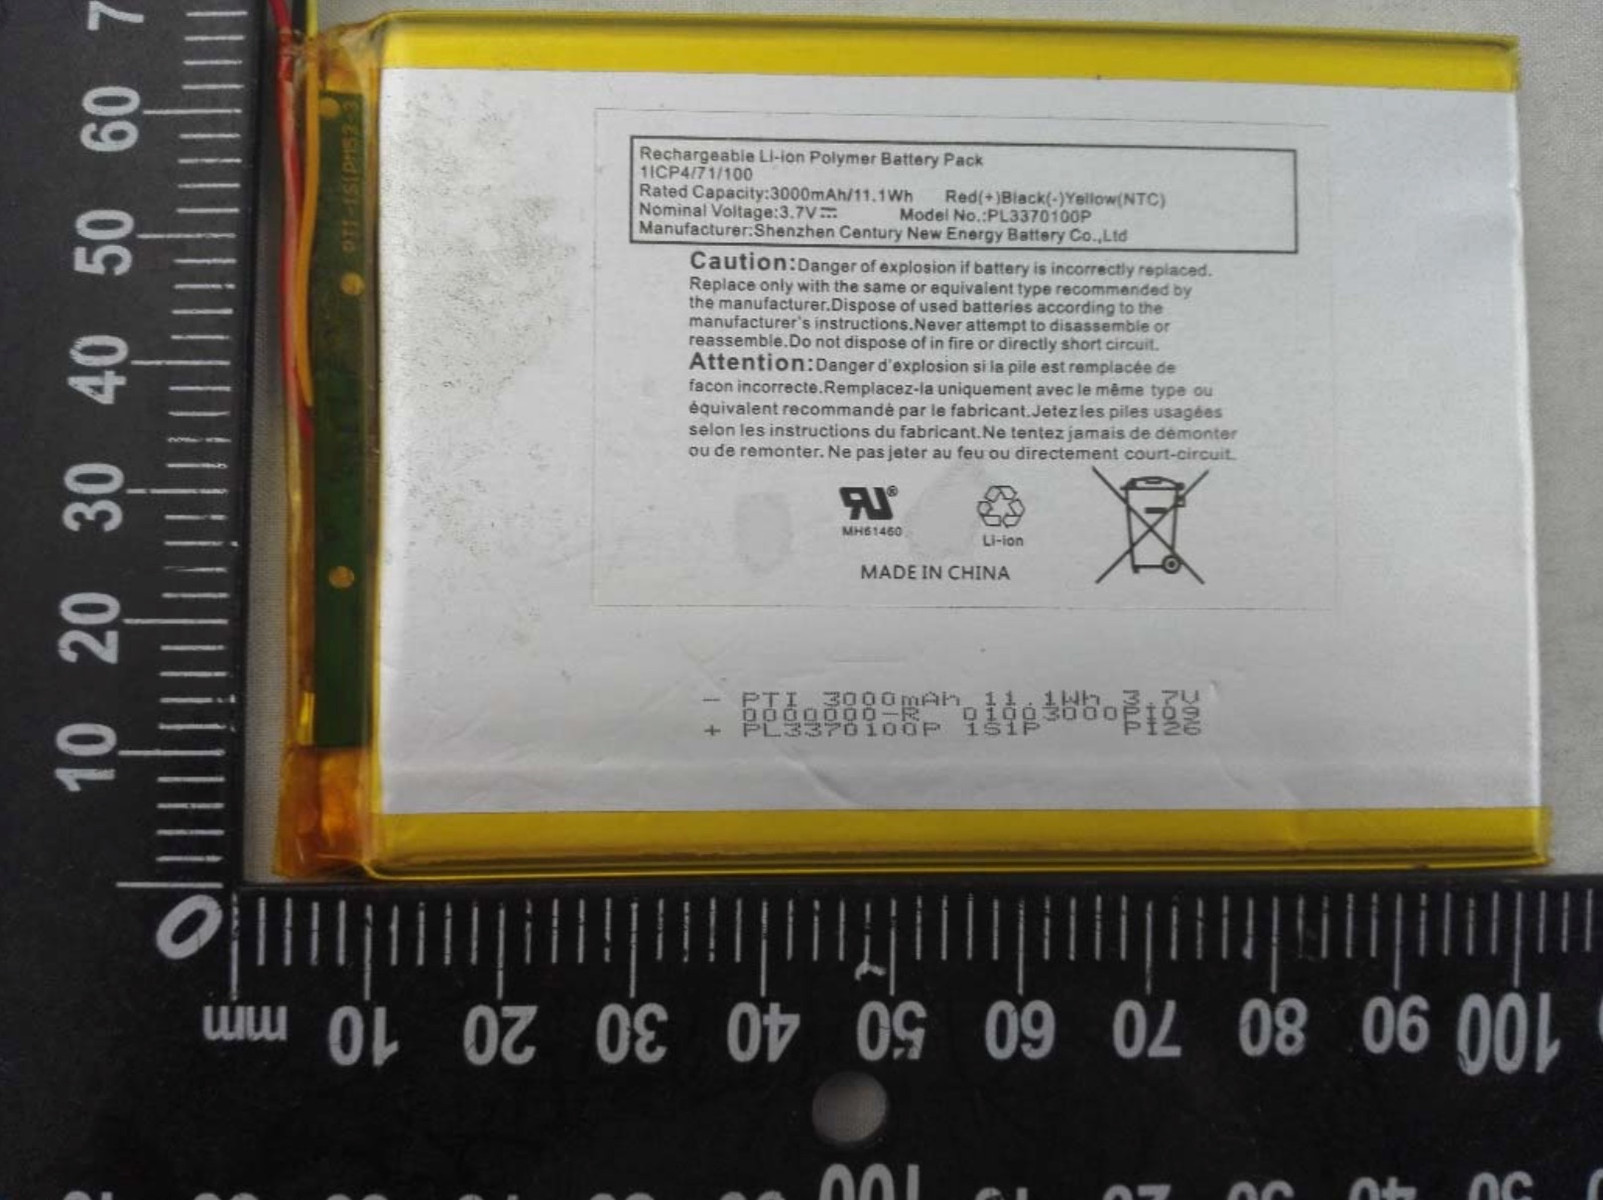 Rechargeable Li-ion Polymer Battery Pack
1ICP4/71/100
Rated Capacity:3000mAh/11.1Wh Red(+)Black(-)Yellow(NTC)
Nominal Voltage:3.7V⎓ Model No.:PL3370100P
Manufacturer:Shenzhen Century New Energy Battery Co.,Ltd
Caution:Danger of explosion if battery is incorrectly replaced.
Replace only with the same or equivalent type recommended by
the manufacturer.Dispose of used batteries according to the
manufacturer's instructions.Never attempt to disassemble or
reassemble.Do not dispose of in fire or directly short circuit.
Attention:Danger d'explosion si la pile est remplacée de
facon incorrecte.Remplacez-la uniquement avec le même type ou
équivalent recommandé par le fabricant.Jetez les piles usagées
selon les instructions du fabricant.Ne tentez jamais de démonter
ou de remonter. Ne pas jeter au feu ou directement court-circuit.
RU®
MH61460
Li-ion
MADE IN CHINA
- PTI 3000mAh 11.1Wh 3.7V
0000000-R 01003000PI09
+ PL3370100P 1S1P PI26
7
60
50
40
30
20
10
0
mm 10 20 30 40 50 60 70 80 90 100
100